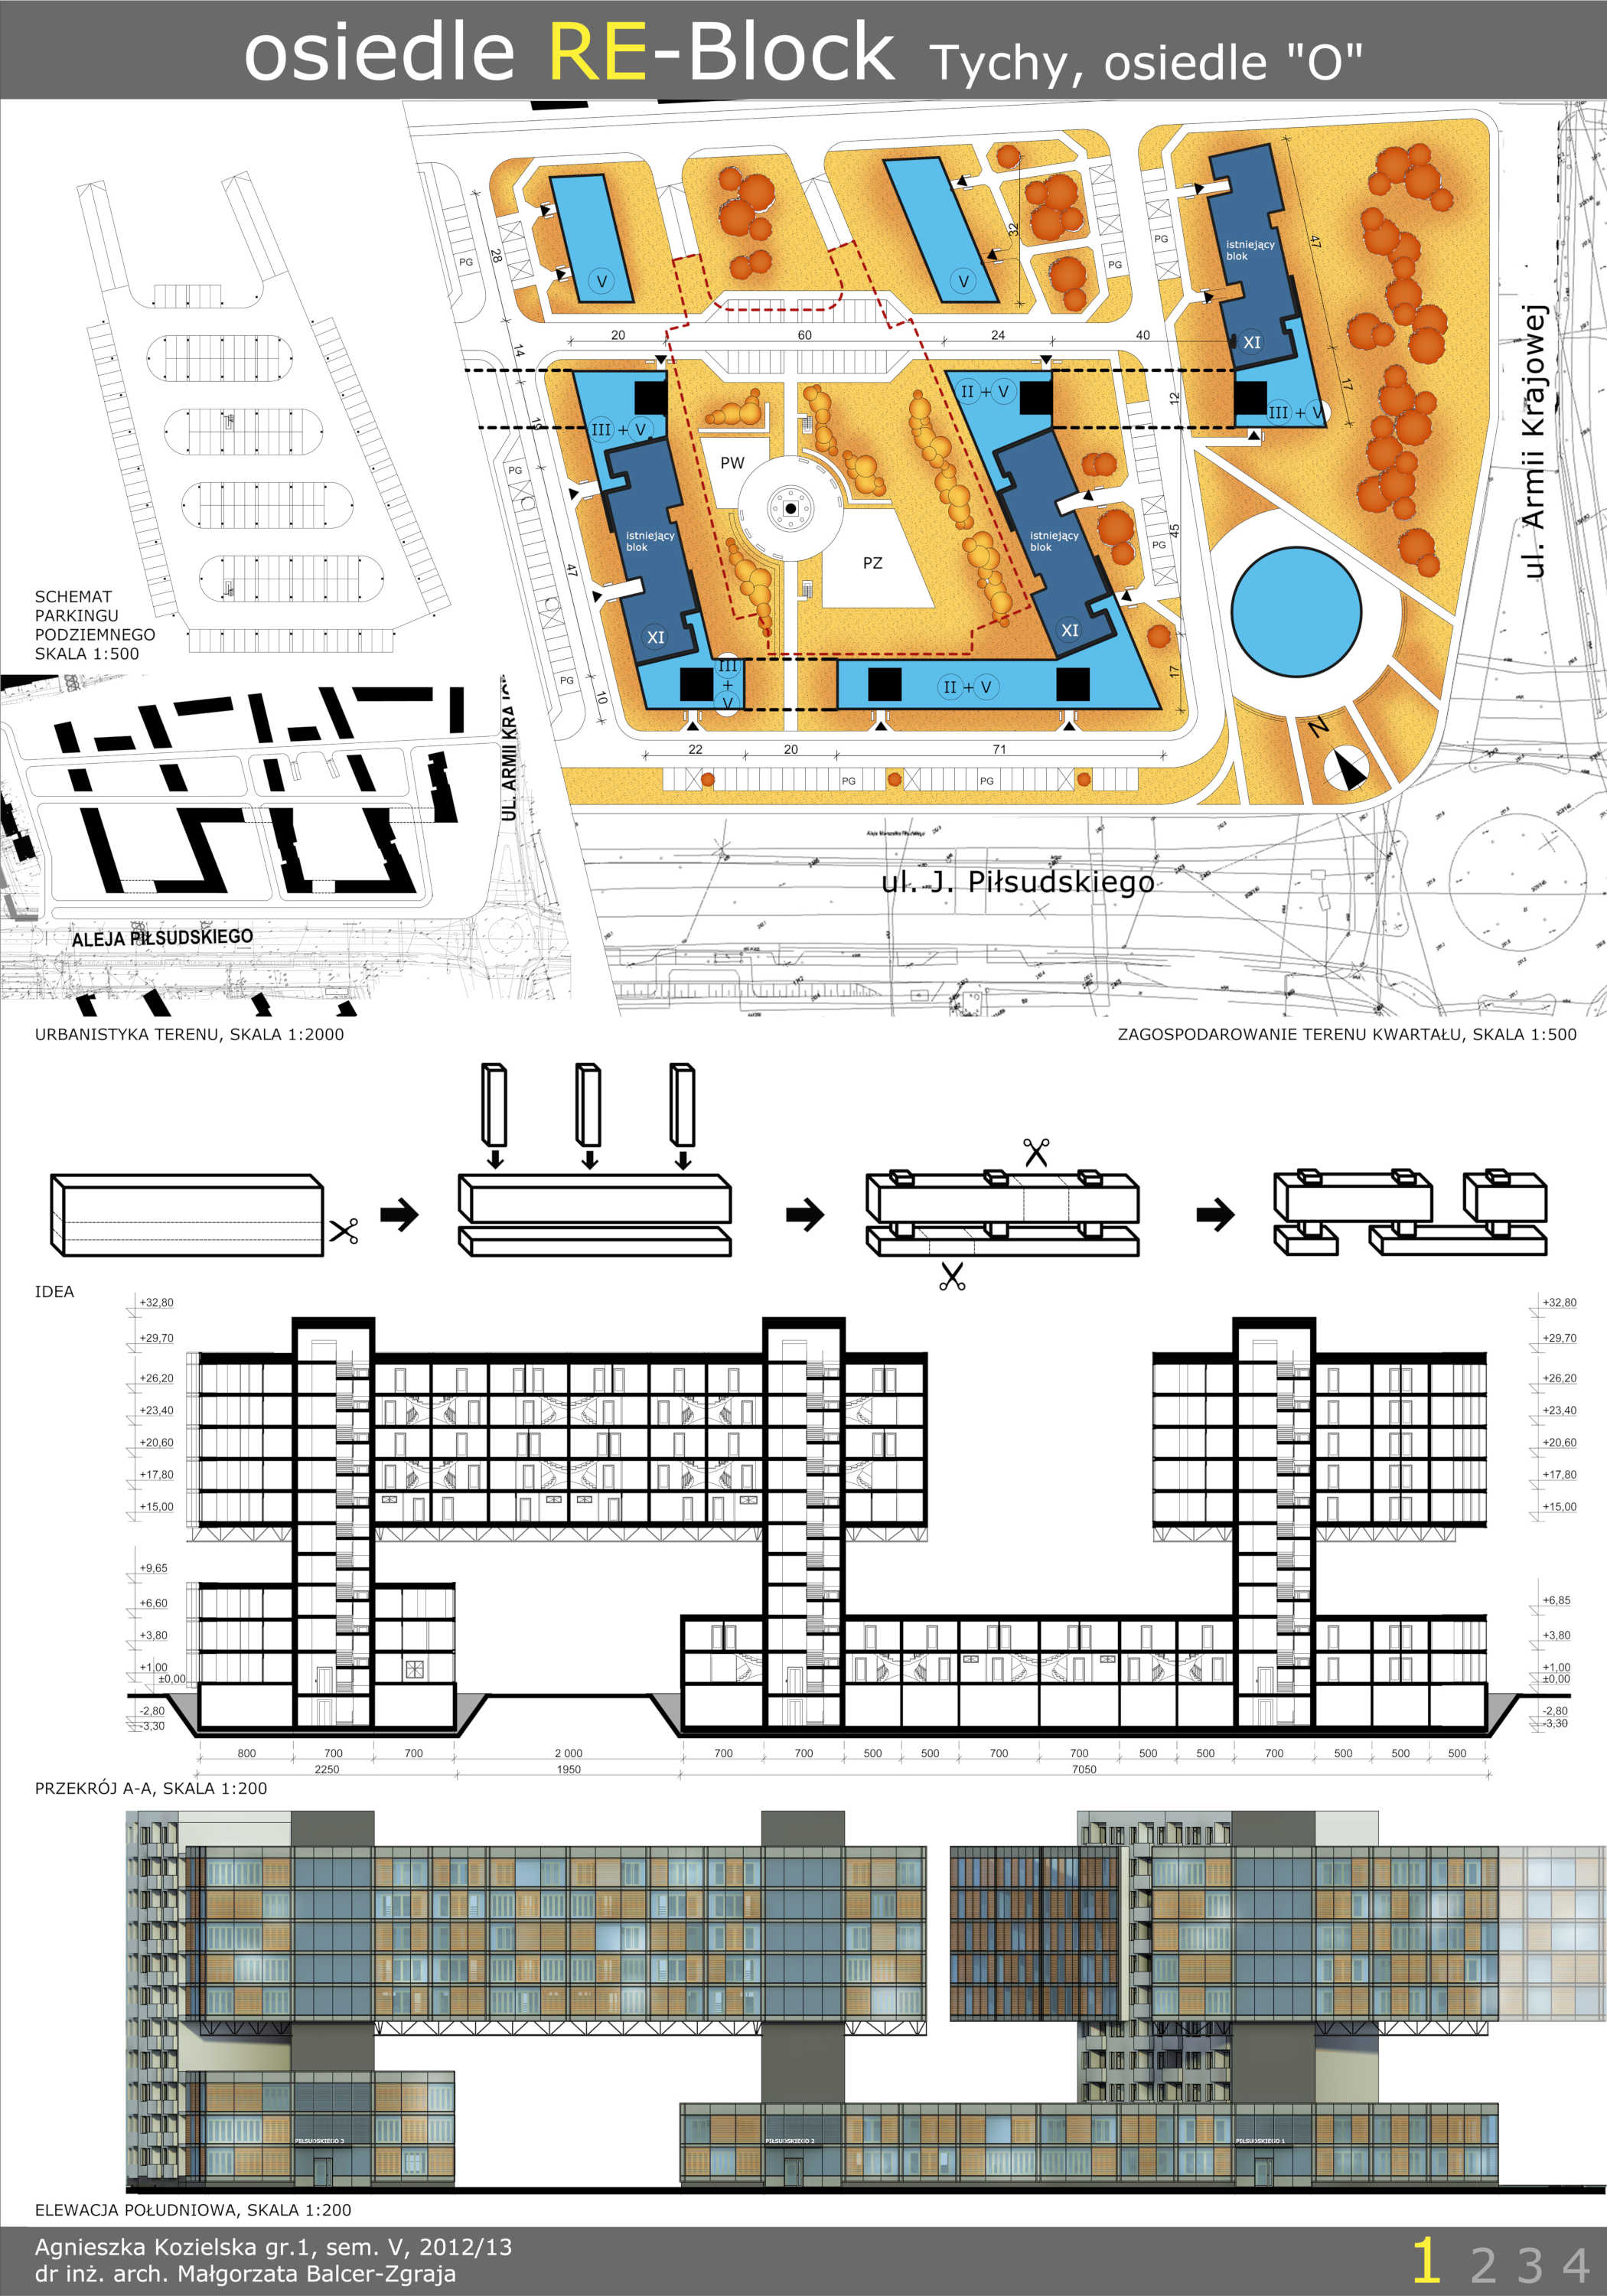 osiedle RE-Block Tychy, osiedle "O"
SCHEMAT
PARKINGU
PODZIEMNEGO
SKALA 1:500
PG
28
V
V
32
PG
PG
istniejący
blok
47
XI
ul. Armii Krajowej
14
20
60
24
40
19
III + V
II + V
12
III + V
17
PW
PG
istniejący
blok
47
PZ
istniejący
blok
45
PG
XI
XI
PG
10
III
+
V
II + V
17
22
20
71
N
PG
PG
Aleja Marszałka Piłsudskiego
ul. J. Piłsudskiego
UL. ARMII KRAJO
ALEJA PIŁSUDSKIEGO
URBANISTYKA TERENU, SKALA 1:2000
ZAGOSPODAROWANIE TERENU KWARTAŁU, SKALA 1:500
IDEA
+32,80
+29,70
+26,20
+23,40
+20,60
+17,80
+15,00
+9,65
+6,60
+3,80
+1,00
±0,00
-2,80
-3,30
+32,80
+29,70
+26,20
+23,40
+20,60
+17,80
+15,00
+6,85
+3,80
+1,00
±0,00
-2,80
-3,30
800 700 700 2 000 700 700 500 500 700 700 500 500 700 500 500 500
2250 1950 7050
PRZEKRÓJ A-A, SKALA 1:200
PIŁSUDSKIEGO 3
PIŁSUDSKIEGO 2
PIŁSUDSKIEGO 1
ELEWACJA POŁUDNIOWA, SKALA 1:200
Agnieszka Kozielska gr.1, sem. V, 2012/13
dr inż. arch. Małgorzata Balcer-Zgraja
1 2 3 4